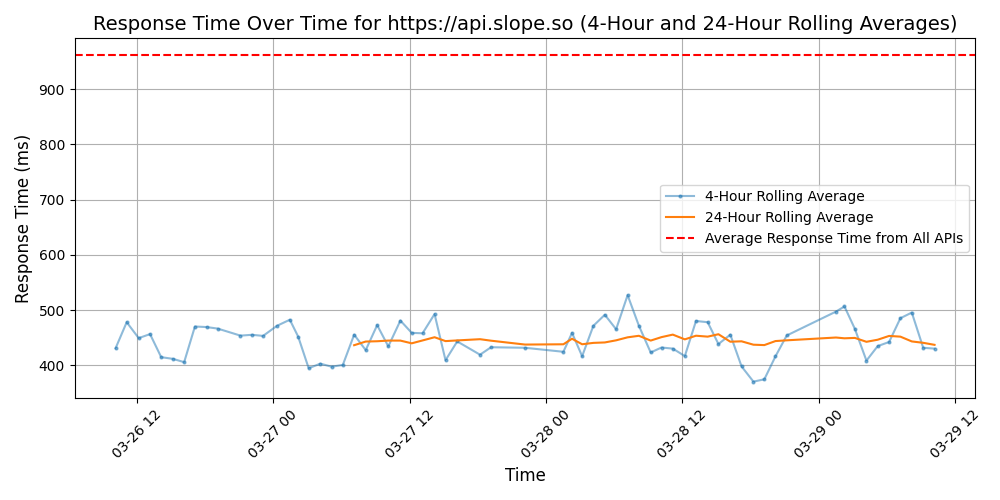 Response Time Over Time for https://api.slope.so (4-Hour and 24-Hour Rolling Averages)
Response Time (ms)
900
800
700
600
500
400
4-Hour Rolling Average
24-Hour Rolling Average
Average Response Time from All APIs
03-26 12
03-27 00
03-27 12
03-28 00
03-28 12
03-29 00
03-29 12
Time